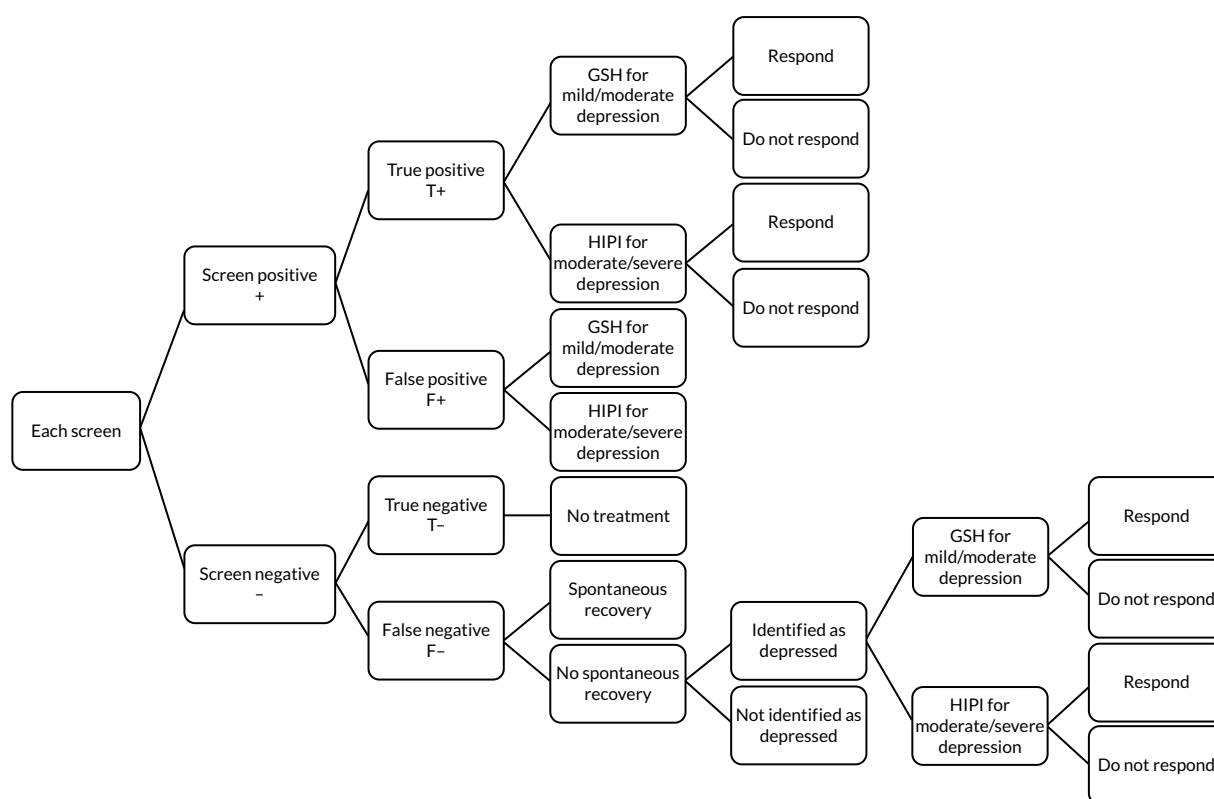 Each screen
Screen positive
+
Screen negative
–
True positive
T+
False positive
F+
True negative
T–
False negative
F–
GSH for
mild/moderate
depression
HIPI for
moderate/severe
depression
GSH for
mild/moderate
depression
HIPI for
moderate/severe
depression
No treatment
Spontaneous
recovery
No spontaneous
recovery
Respond
Do not respond
Respond
Do not respond
Identified as
depressed
Not identified as
depressed
GSH for
mild/moderate
depression
HIPI for
moderate/severe
depression
Respond
Do not respond
Respond
Do not respond